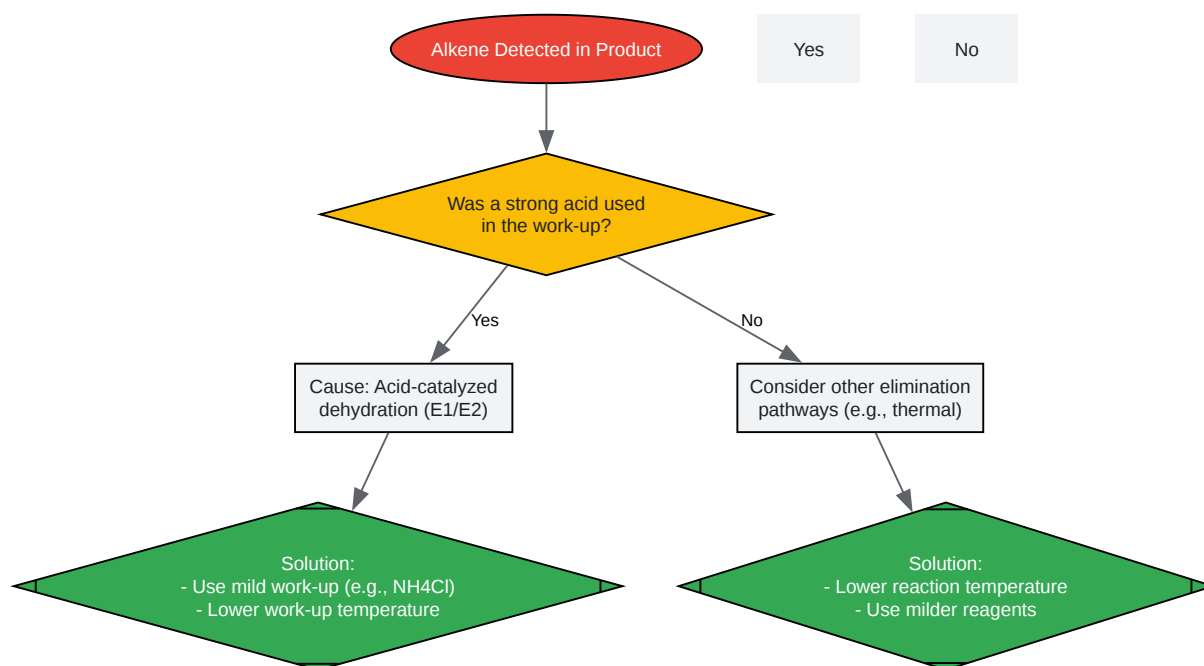 Alkene Detected in Product
Yes
No
Was a strong acid used
in the work-up?
Yes
No
Cause: Acid-catalyzed
dehydration (E1/E2)
Consider other elimination
pathways (e.g., thermal)
Solution:
- Use mild work-up (e.g., NH4Cl)
- Lower work-up temperature
Solution:
- Lower reaction temperature
- Use milder reagents